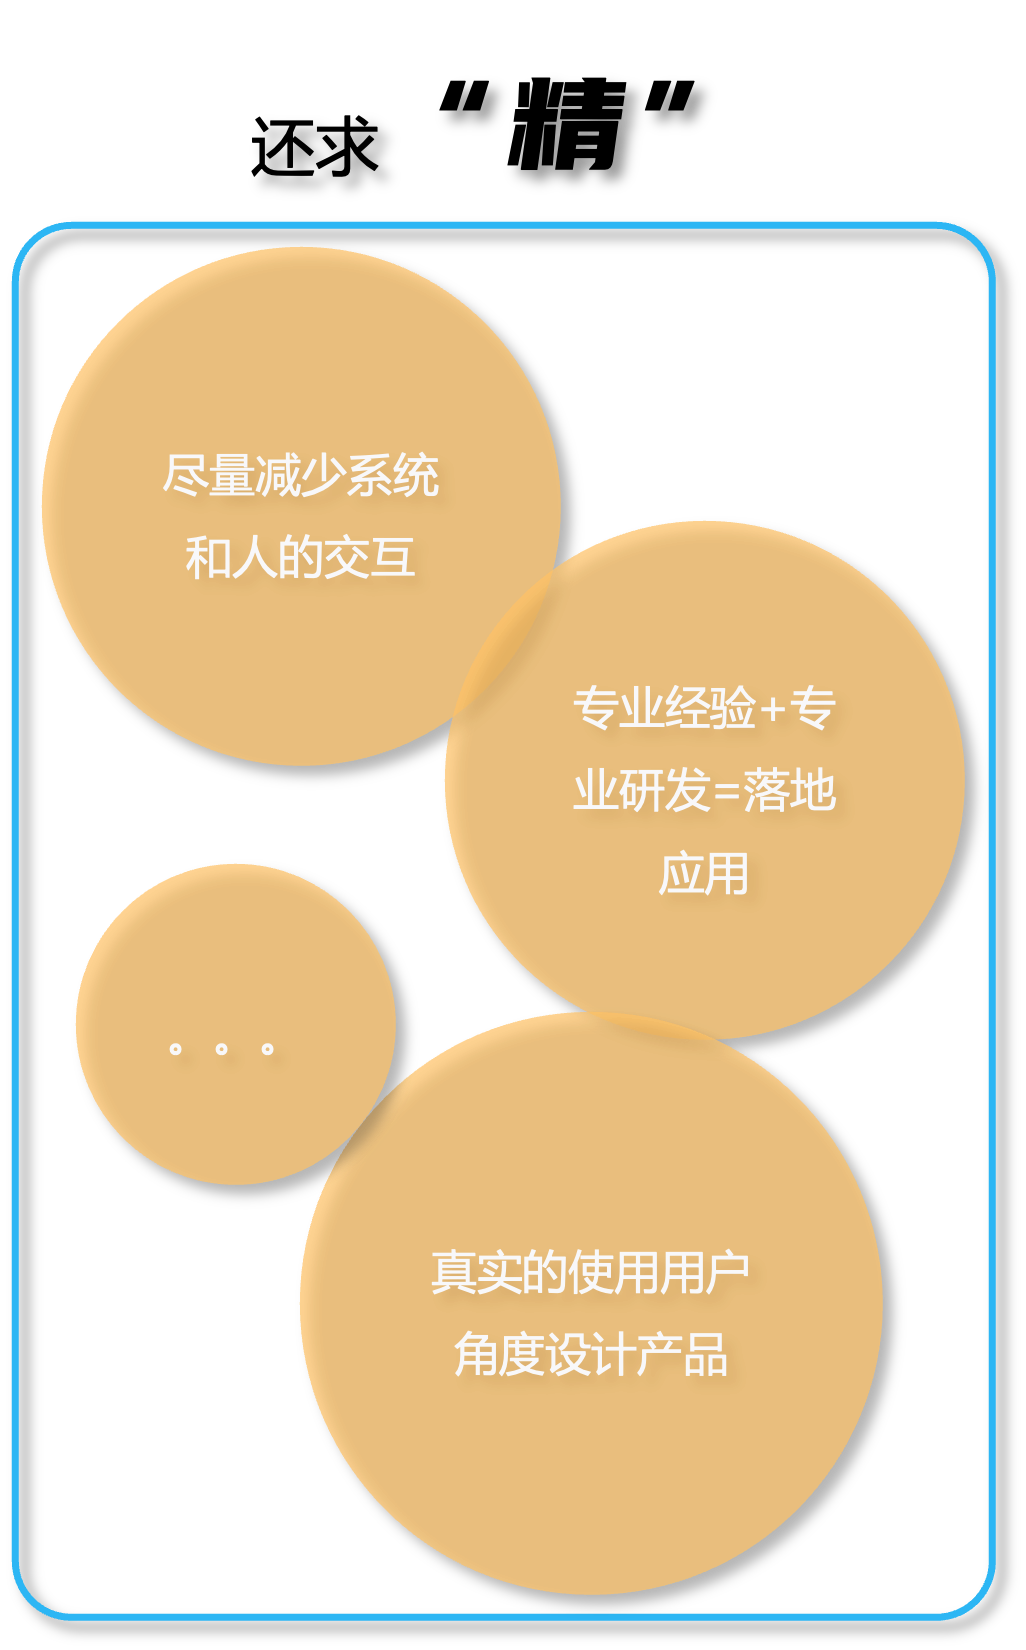 还求 “精”
尽量减少系统
和人的交互
专业经验+专
业研发=落地
应用
。。。
真实的使用用户
角度设计产品